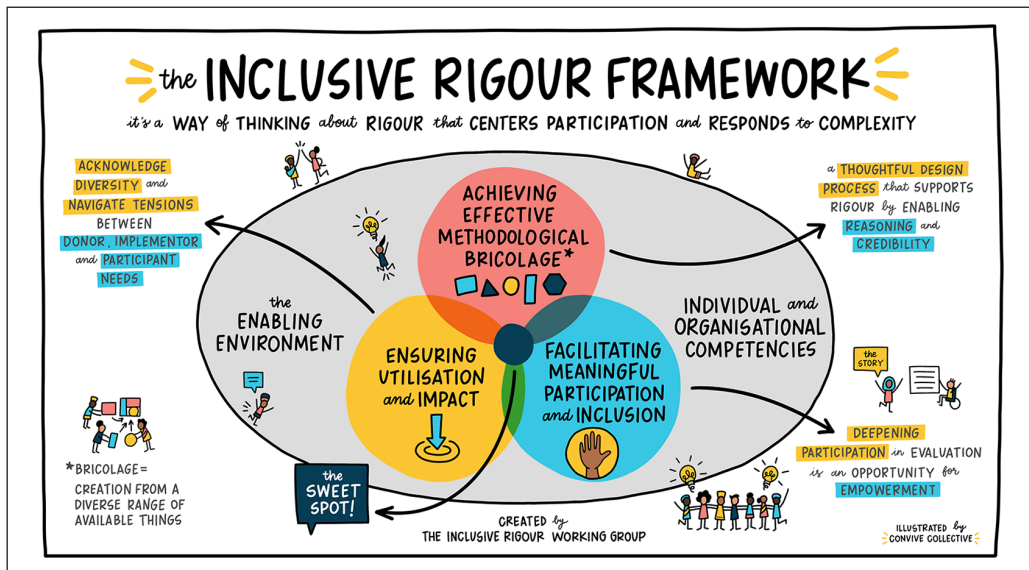 the INCLUSIVE RIGOUR FRAMEWORK
it's a WAY OF THINKING about RIGOUR that CENTERS PARTICIPATION and RESPONDS to COMPLEXITY
ACKNOWLEDGE
DIVERSITY and
NAVIGATE TENSIONS
BETWEEN
DONOR, IMPLEMENTOR
and PARTICIPANT
NEEDS
ACHIEVING
EFFECTIVE
METHODOLOGICAL
BRICOLAGE*
a THOUGHTFUL DESIGN
PROCESS that SUPPORTS
RIGOUR by ENABLING
REASONING and
CREDIBILITY
the
ENABLING
ENVIRONMENT
INDIVIDUAL and
ORGANISATIONAL
COMPETENCIES
ENSURING
UTILISATION
and IMPACT
FACILITATING
MEANINGFUL
PARTICIPATION
and INCLUSION
the
STORY
DEEPENING
PARTICIPATION in EVALUATION
is an OPPORTUNITY for
EMPOWERMENT
*BRICOLAGE=
CREATION FROM A
DIVERSE RANGE OF
AVAILABLE THINGS
the
SWEET
SPOT!
CREATED by
THE INCLUSIVE RIGOUR WORKING GROUP
ILLUSTRATED by
CONVIVE COLLECTIVE